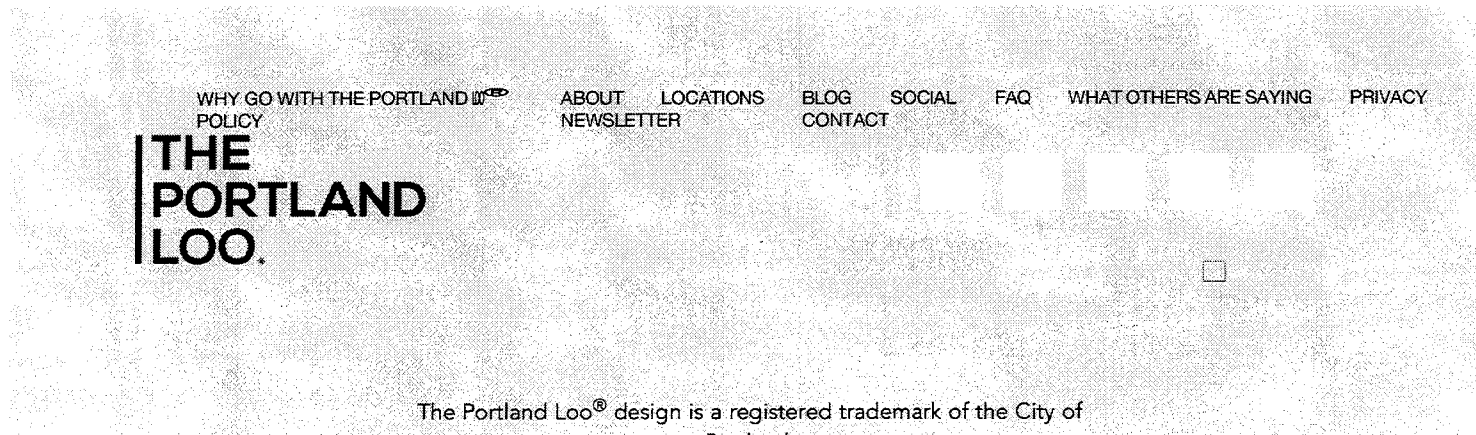 WHY GO WITH THE PORTLAND LOO® ABOUT LOCATIONS BLOG SOCIAL FAQ WHAT OTHERS ARE SAYING PRIVACY
POLICY NEWSLETTER CONTACT
THE
PORTLAND
LOO.
The Portland Loo® design is a registered trademark of the City of